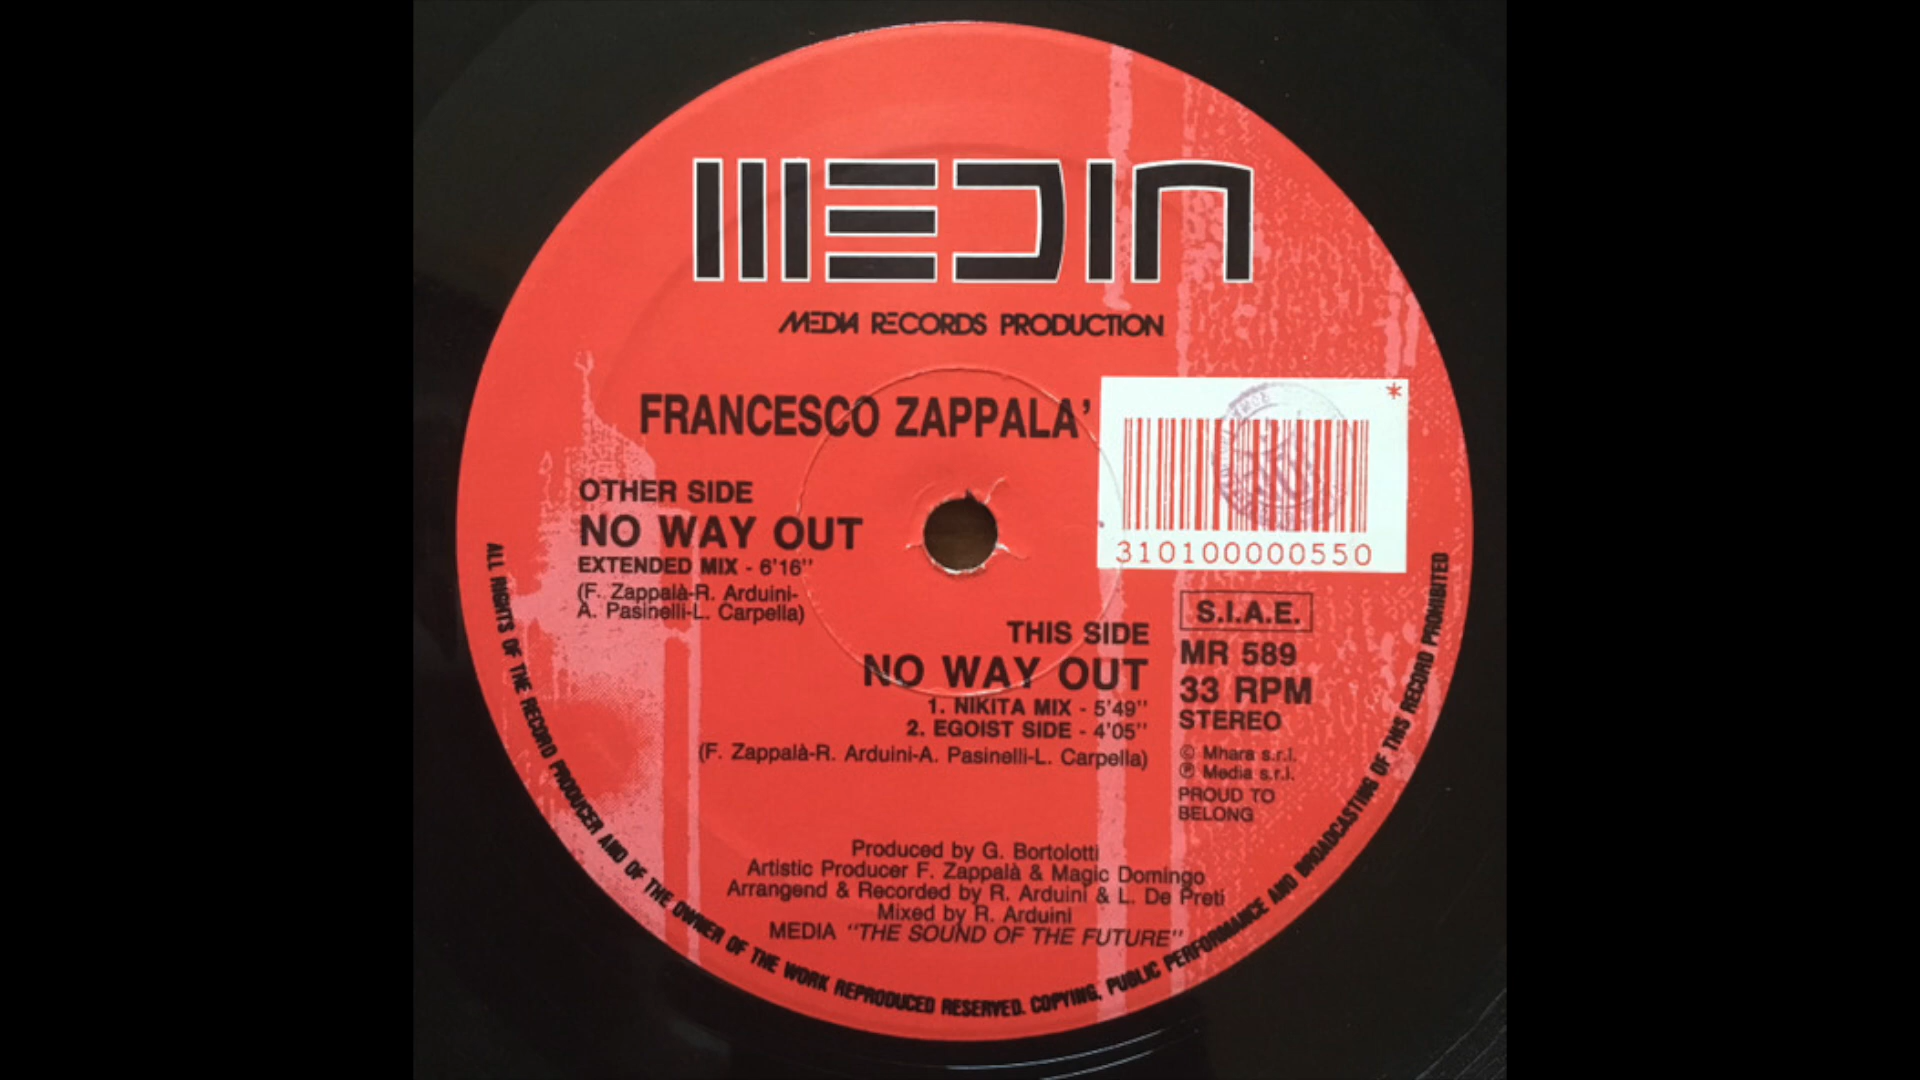 MEDIA
MEDIA RECORDS PRODUCTION
FRANCESCO ZAPPALA'
*
310100000550
OTHER SIDE
NO WAY OUT
EXTENDED MIX - 6'16''
(F. Zappalà-R. Arduini-
A. Pasinelli-L. Carpella)
THIS SIDE
NO WAY OUT
1. NIKITA MIX - 5'49''
2. EGOIST SIDE - 4'05''
(F. Zappalà-R. Arduini-A. Pasinelli-L. Carpella)
S.I.A.E.
MR 589
33 RPM
STEREO
© Mhara s.r.l.
℗ Media s.r.l.
PROUD TO
BELONG
Produced by G. Bortolotti
Artistic Producer F. Zappalà & Magic Domingo
Arrangend & Recorded by R. Arduini & L. De Preti
Mixed by R. Arduini
MEDIA "THE SOUND OF THE FUTURE"
ALL RIGHTS OF THE RECORD PRODUCER AND OF THE OWNER OF THE WORK REPRODUCED RESERVED. COPYING, PUBLIC PERFORMANCE AND BROADCASTING OF THIS RECORD PROHIBITED